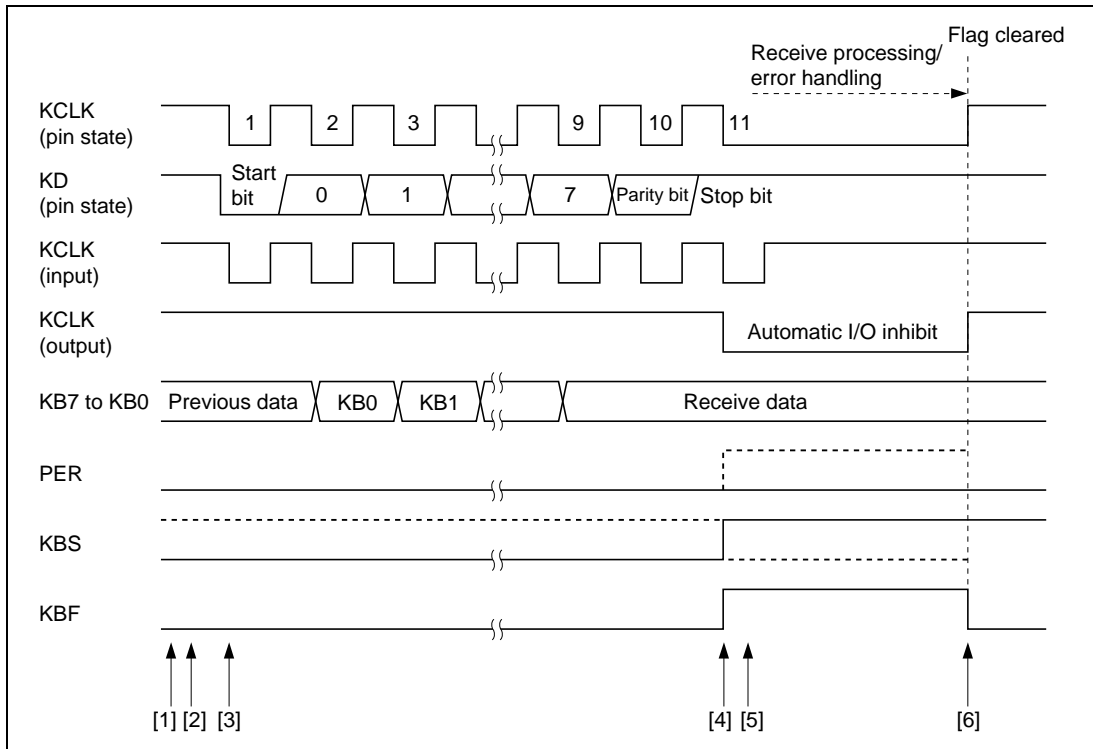 Flag cleared
Receive processing/
error handling
KCLK
(pin state)
1 2 3 9 10 11
KD
(pin state)
Start
bit
0 1 7 Parity bit Stop bit
KCLK
(input)
KCLK
(output)
Automatic I/O inhibit
KB7 to KB0 Previous data KB0 KB1 Receive data
PER
KBS
KBF
[1] [2] [3] [4] [5] [6]